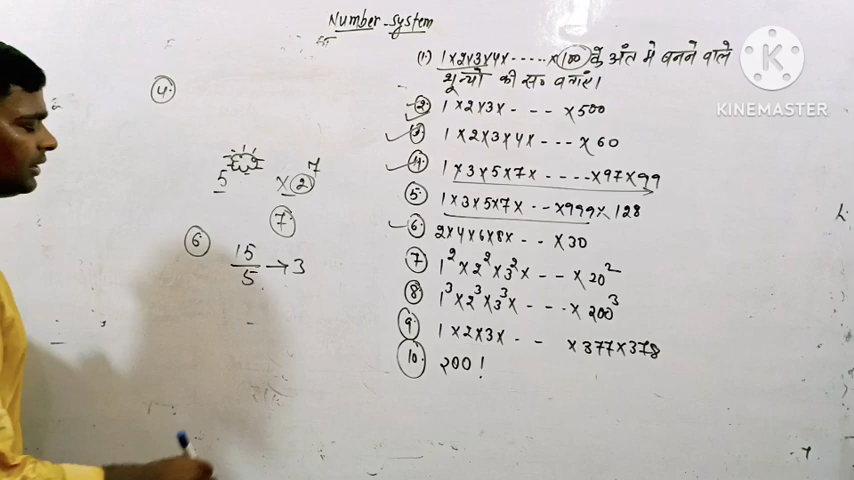 Number system
(1.) 1×2×3×4×.......×100 के अंत में बनने वाले
शून्यो की स० बताएं।
② 1×2×3×- - - ×500
③ 1×2×3×4×- - - ×60
④ 1×3×5×7×......×97×99
⑤ 1×3×5×7×- - - ×999×128
⑥ 2×4×6×8×- - ×30
⑦ 1²×2²×3²×- - - ×20²
⑧ 1³×2³×3³×- - - -×200³
⑨ 1×2×3×- - - ×377×378
⑩ 200!
④
5 ×2⁷
⑦
⑥ 15/5 → 3
KINEMASTER